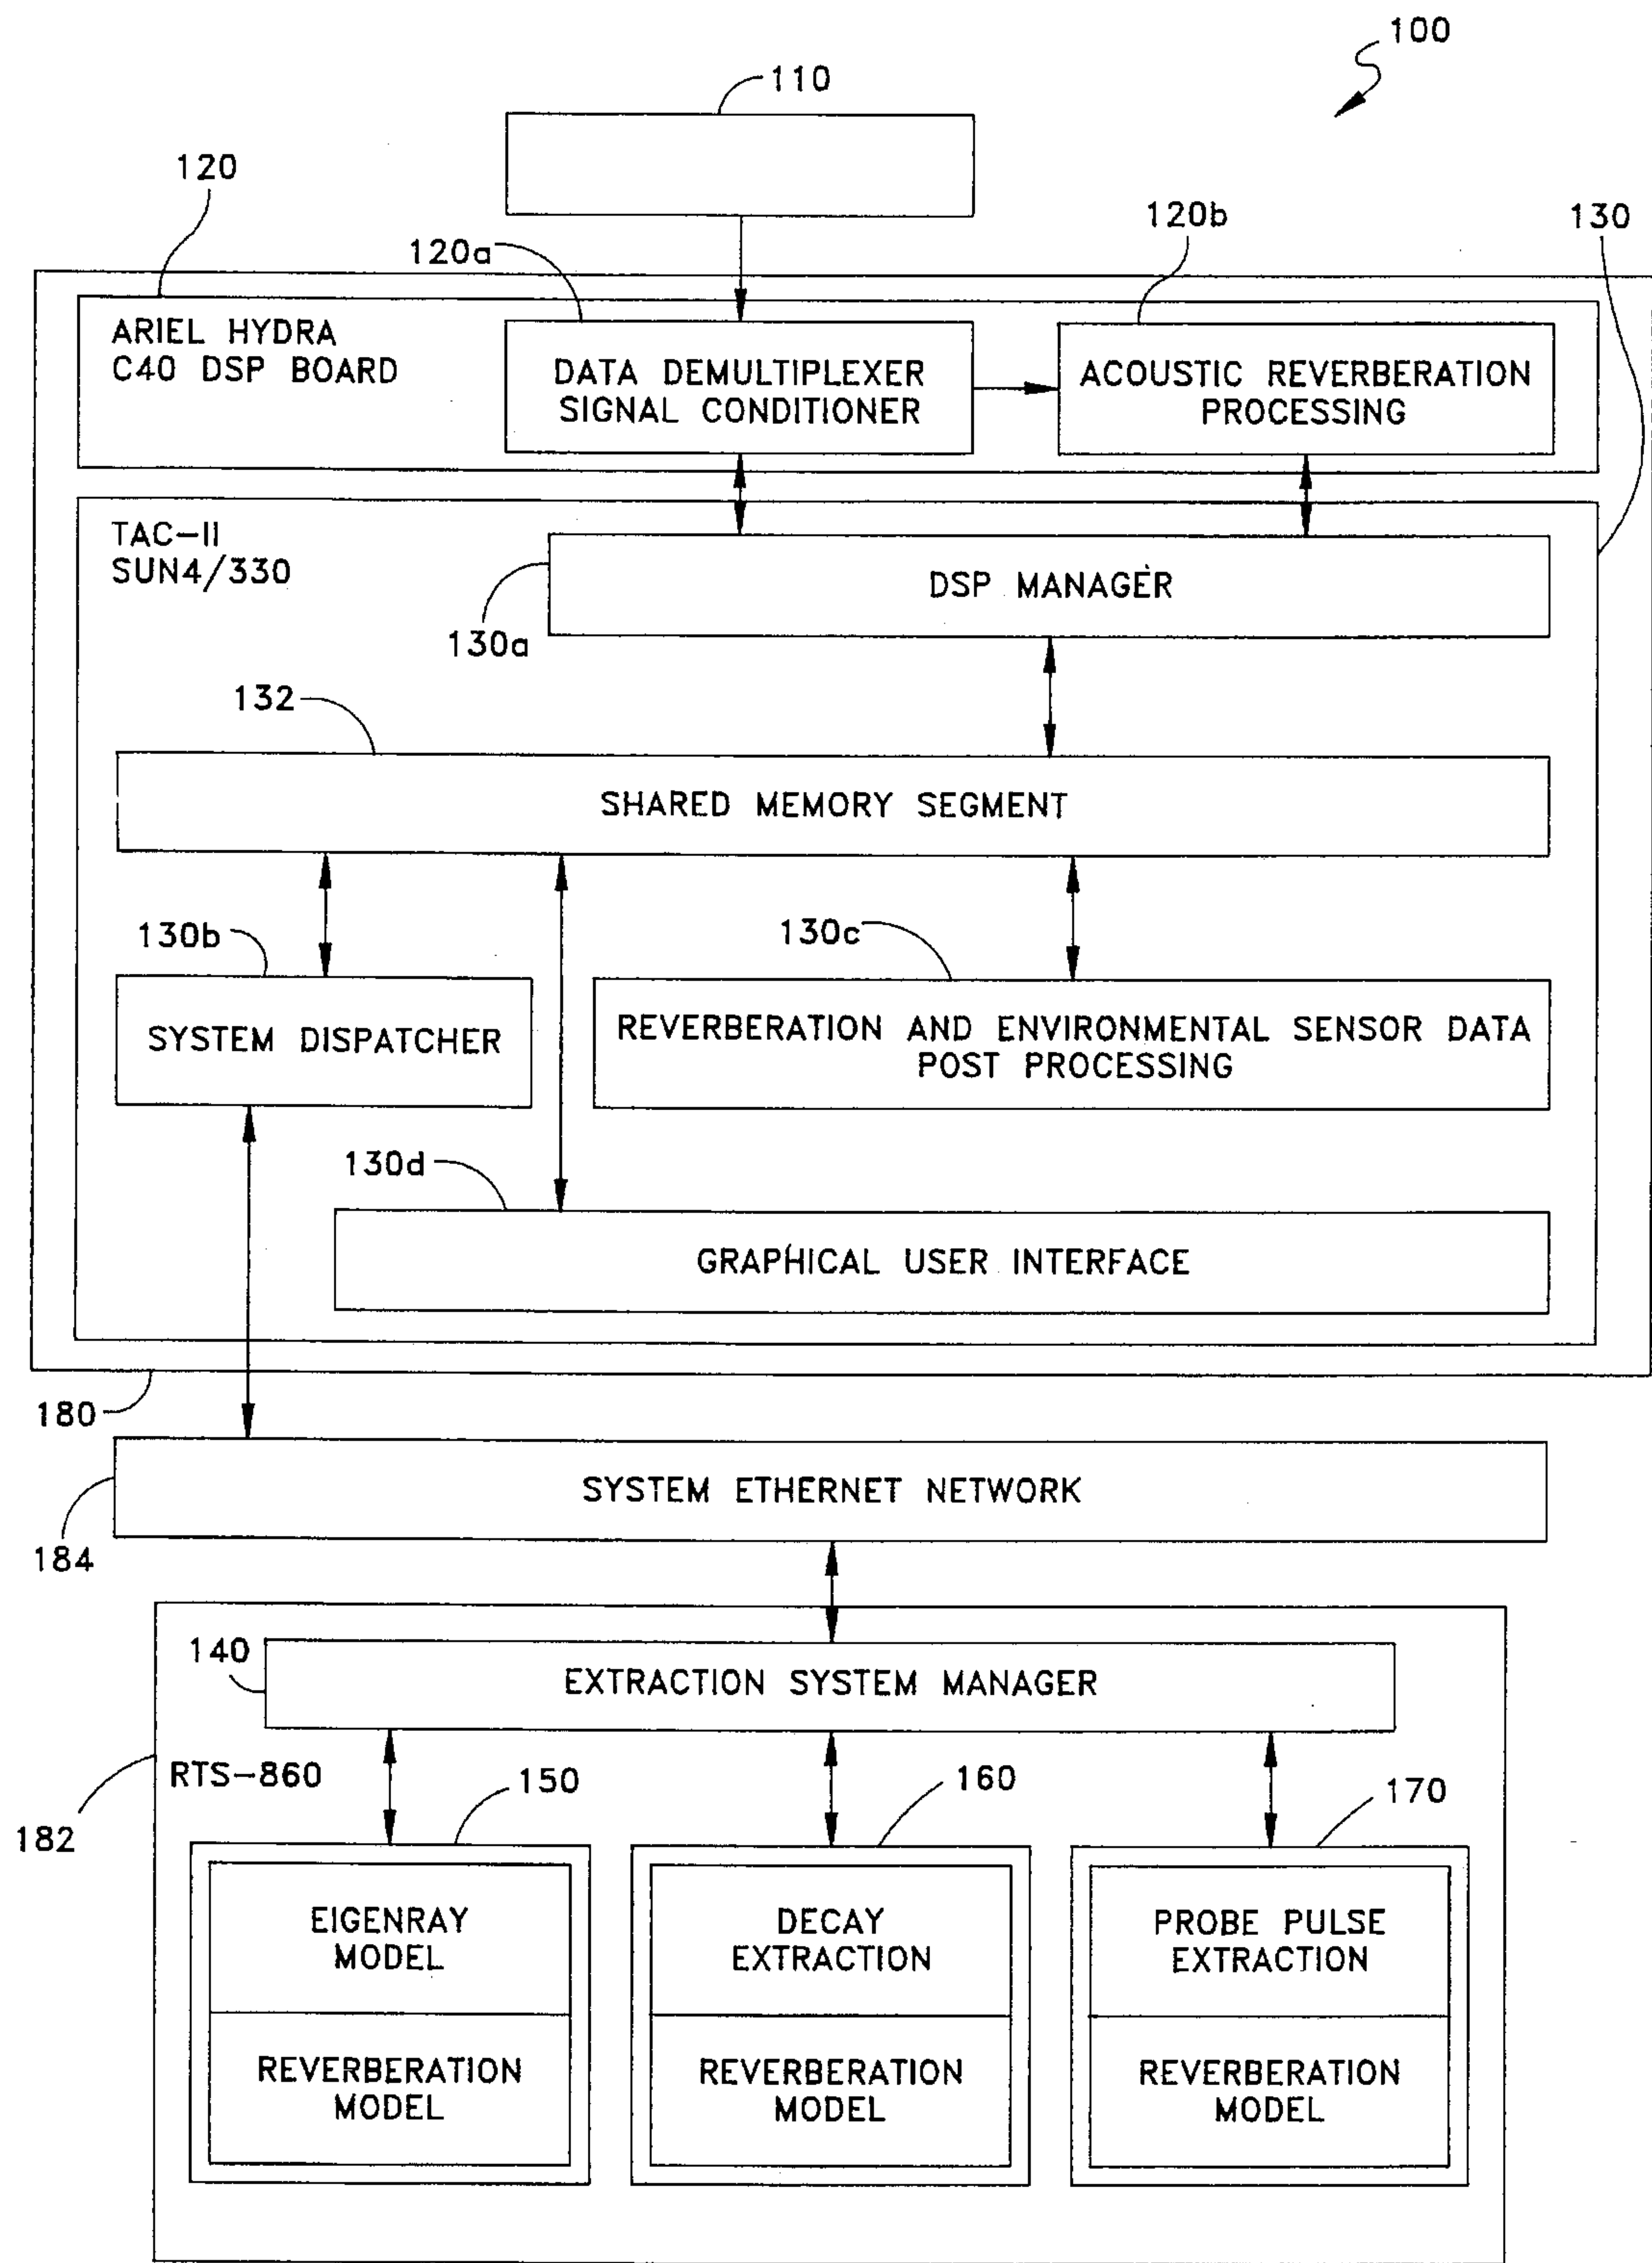 100
110
120
120b
130
120a
ARIEL HYDRA
C40 DSP BOARD
DATA DEMULTIPLEXER
SIGNAL CONDITIONER
ACOUSTIC REVERBERATION
PROCESSING
TAC-II
SUN4/330
DSP MANAGER
130a
132
SHARED MEMORY SEGMENT
130b
130c
SYSTEM DISPATCHER
REVERBERATION AND ENVIRONMENTAL SENSOR DATA
POST PROCESSING
130d
GRAPHICAL USER INTERFACE
180
SYSTEM ETHERNET NETWORK
184
140
EXTRACTION SYSTEM MANAGER
RTS-860
150
160
170
182
EIGENRAY
MODEL
REVERBERATION
MODEL
DECAY
EXTRACTION
REVERBERATION
MODEL
PROBE PULSE
EXTRACTION
REVERBERATION
MODEL